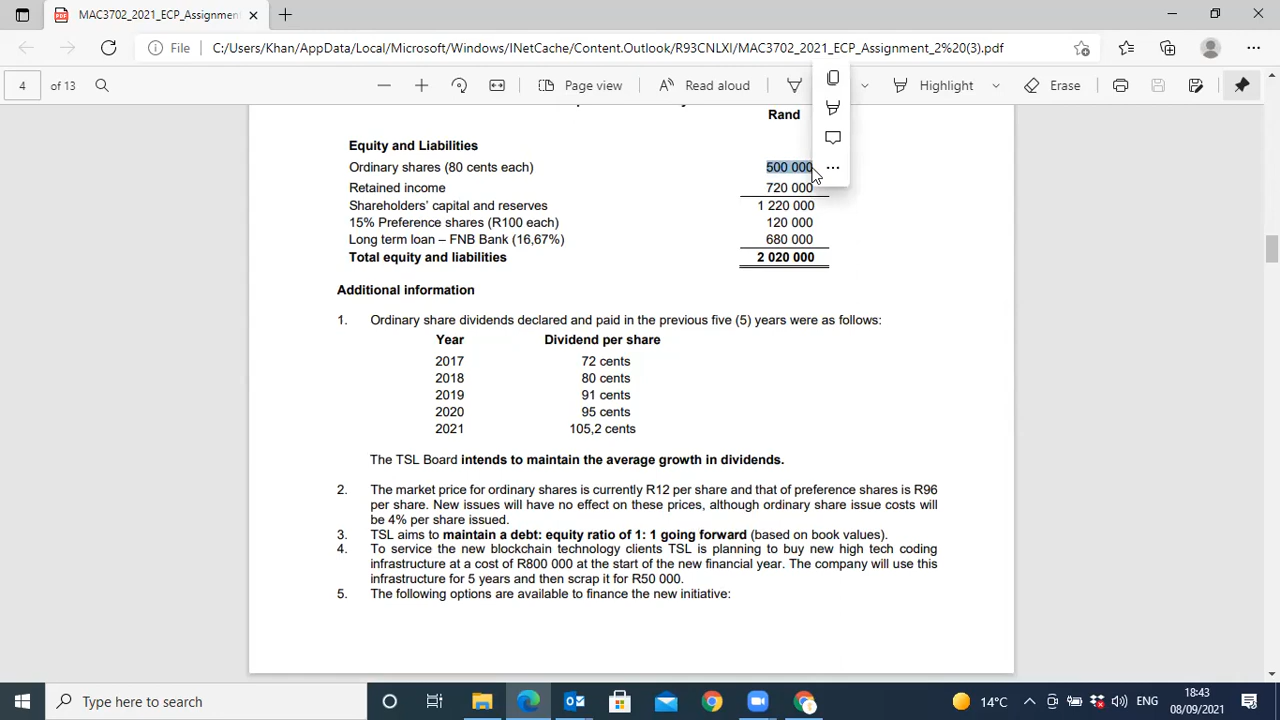 MAC3702_2021_ECP_Assignment
File
C:/Users/Khan/AppData/Local/Microsoft/Windows/INetCache/Content.Outlook/R93CNLXI/MAC3702_2021_ECP_Assignment_2%20(3).pdf
4 of 13
Page view
Read aloud
Highlight
Erase
Rand
Equity and Liabilities
Ordinary shares (80 cents each) 500 000
Retained income 720 000
Shareholders' capital and reserves 1 220 000
15% Preference shares (R100 each) 120 000
Long term loan – FNB Bank (16,67%) 680 000
Total equity and liabilities 2 020 000
Additional information
1. Ordinary share dividends declared and paid in the previous five (5) years were as follows:
Year Dividend per share
2017 72 cents
2018 80 cents
2019 91 cents
2020 95 cents
2021 105,2 cents
The TSL Board intends to maintain the average growth in dividends.
2. The market price for ordinary shares is currently R12 per share and that of preference shares is R96
per share. New issues will have no effect on these prices, although ordinary share issue costs will
be 4% per share issued.
3. TSL aims to maintain a debt: equity ratio of 1: 1 going forward (based on book values).
4. To service the new blockchain technology clients TSL is planning to buy new high tech coding
infrastructure at a cost of R800 000 at the start of the new financial year. The company will use this
infrastructure for 5 years and then scrap it for R50 000.
5. The following options are available to finance the new initiative:
Type here to search
14°C
ENG
18:43
08/09/2021